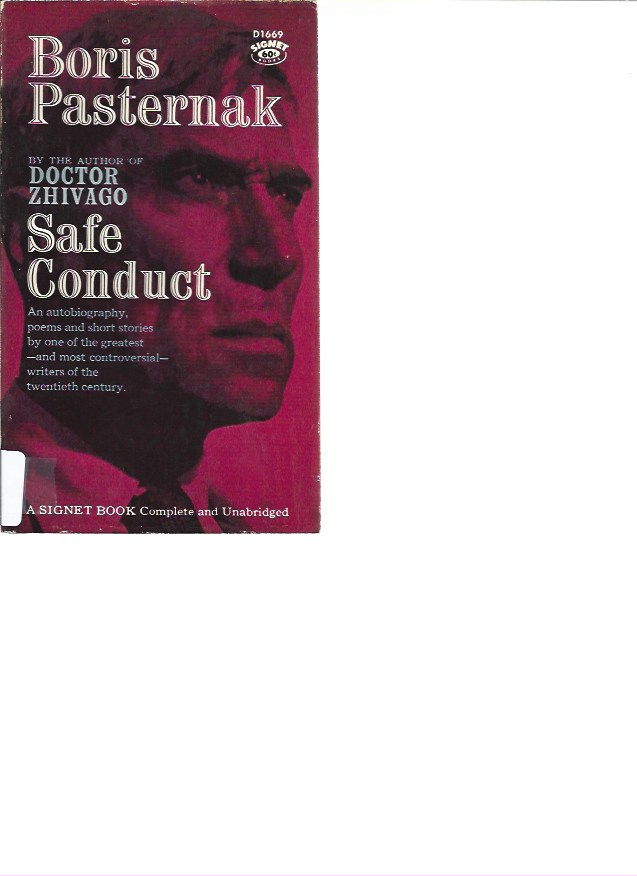 D1669
SIGNET
60¢
BOOKS
Boris
Pasternak
BY THE AUTHOR OF
DOCTOR
ZHIVAGO
Safe
Conduct
An autobiography,
poems and short stories
by one of the greatest
—and most controversial—
writers of the
twentieth century.
A SIGNET BOOK Complete and Unabridged